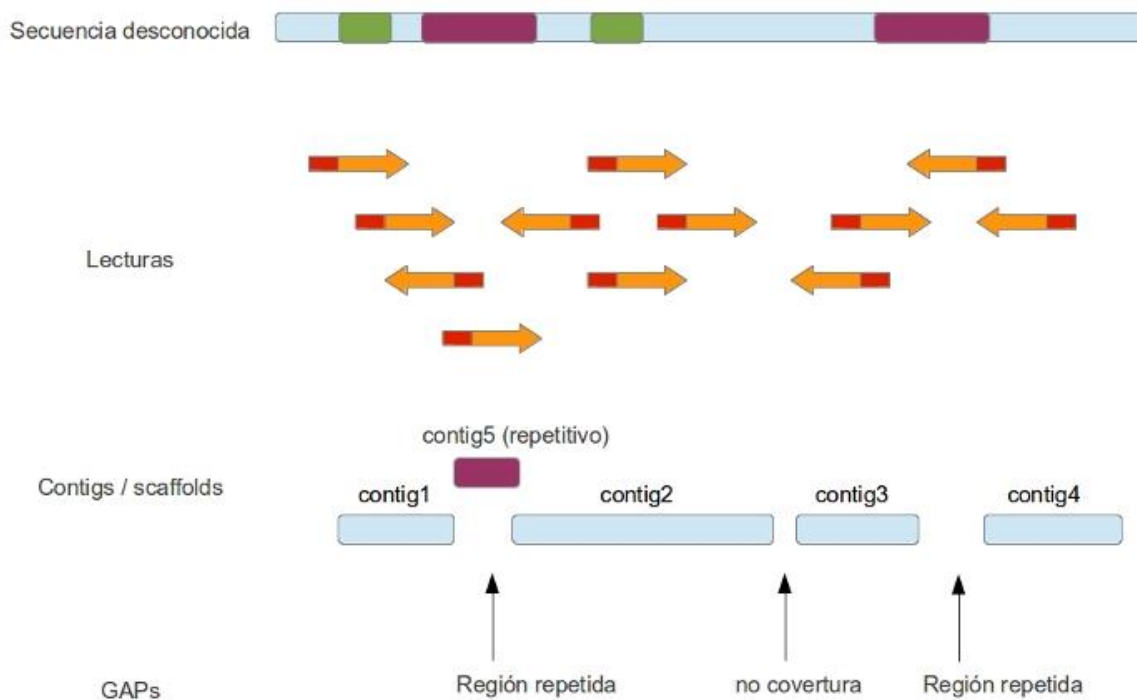 Secuencia desconocida
Lecturas
contig5 (repetitivo)
Contigs / scaffolds
contig1
contig2
contig3
contig4
GAPs
Región repetida
no covertura
Región repetida